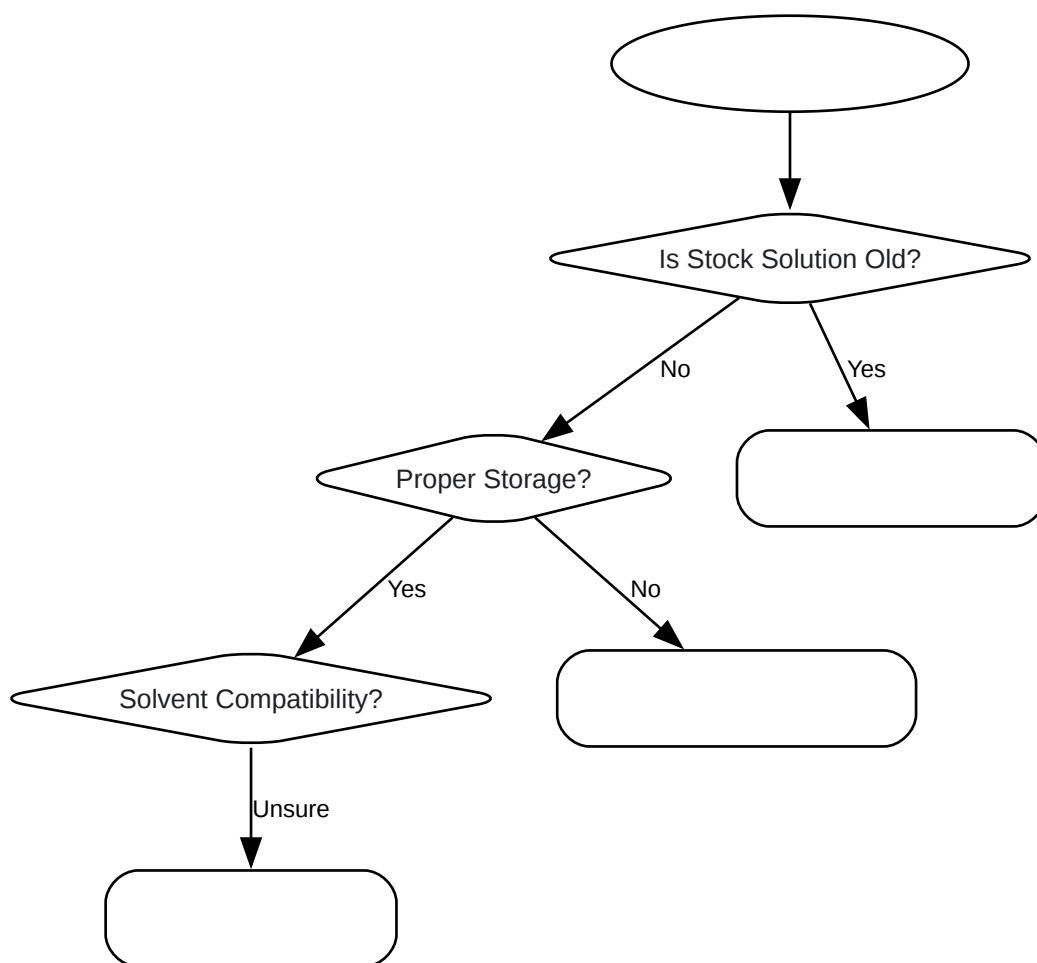 Is Stock Solution Old?
No
Yes
Proper Storage?
Yes
No
Solvent Compatibility?
Unsure